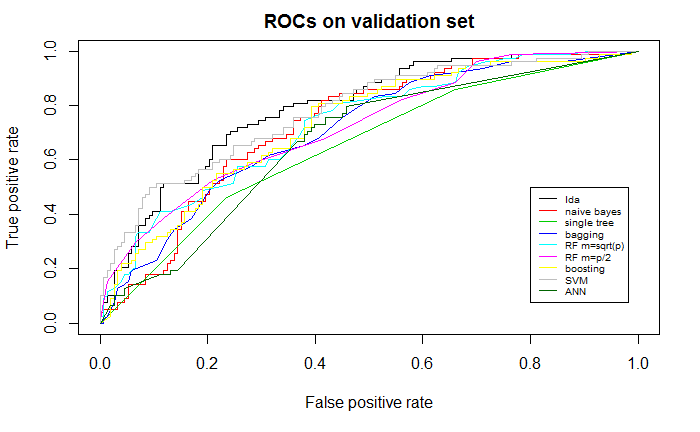 ROCs on validation set
True positive rate
1.0
0.8
0.6
0.4
0.2
0.0
lda
naive bayes
single tree
bagging
RF m=sqrt(p)
RF m=p/2
boosting
SVM
ANN
0.0 0.2 0.4 0.6 0.8 1.0
False positive rate